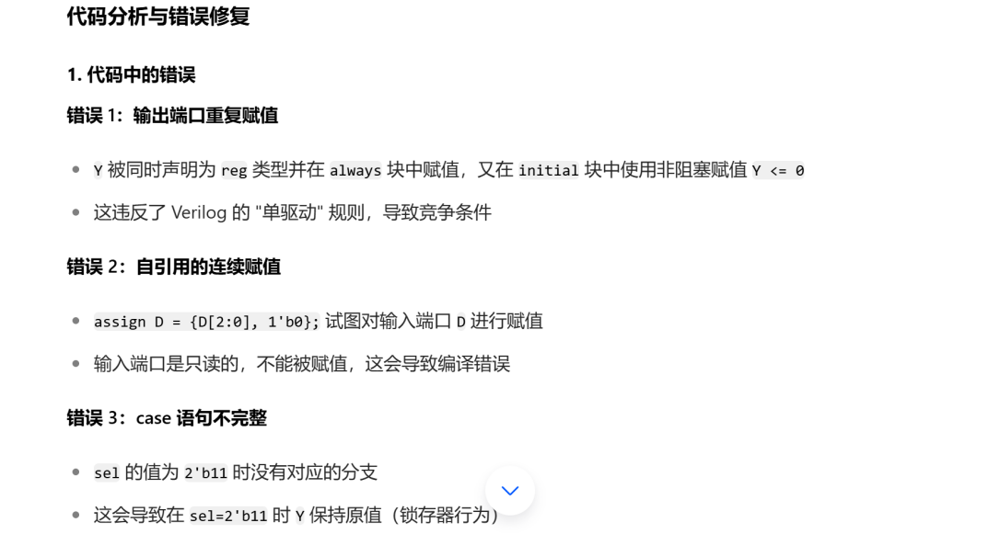 代码分析与错误修复
1. 代码中的错误
错误 1：输出端口重复赋值
Y 被同时声明为 reg 类型并在 always 块中赋值，又在 initial 块中使用非阻塞赋值 Y <= 0
这违反了 Verilog 的 "单驱动" 规则，导致竞争条件
错误 2：自引用的连续赋值
assign D = {D[2:0], 1'b0}; 试图对输入端口 D 进行赋值
输入端口是只读的，不能被赋值，这会导致编译错误
错误 3：case 语句不完整
sel 的值为 2'b11 时没有对应的分支
这会导致在 sel=2'b11 时 Y 保持原值（锁存器行为）